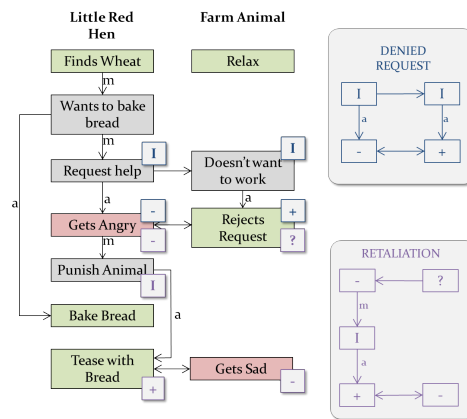 Little Red
Hen
Farm Animal
Finds Wheat
Relax
m
Wants to bake
bread
m
Request help
I
Doesn't want
to work
I
a
a
a
Gets Angry
-
-
Rejects
Request
+
?
m
Punish Animal
I
Bake Bread
a
Tease with
Bread
+
Gets Sad
-
DENIED
REQUEST
I
I
a
a
-
+
RETALIATION
-
?
m
I
a
+
-